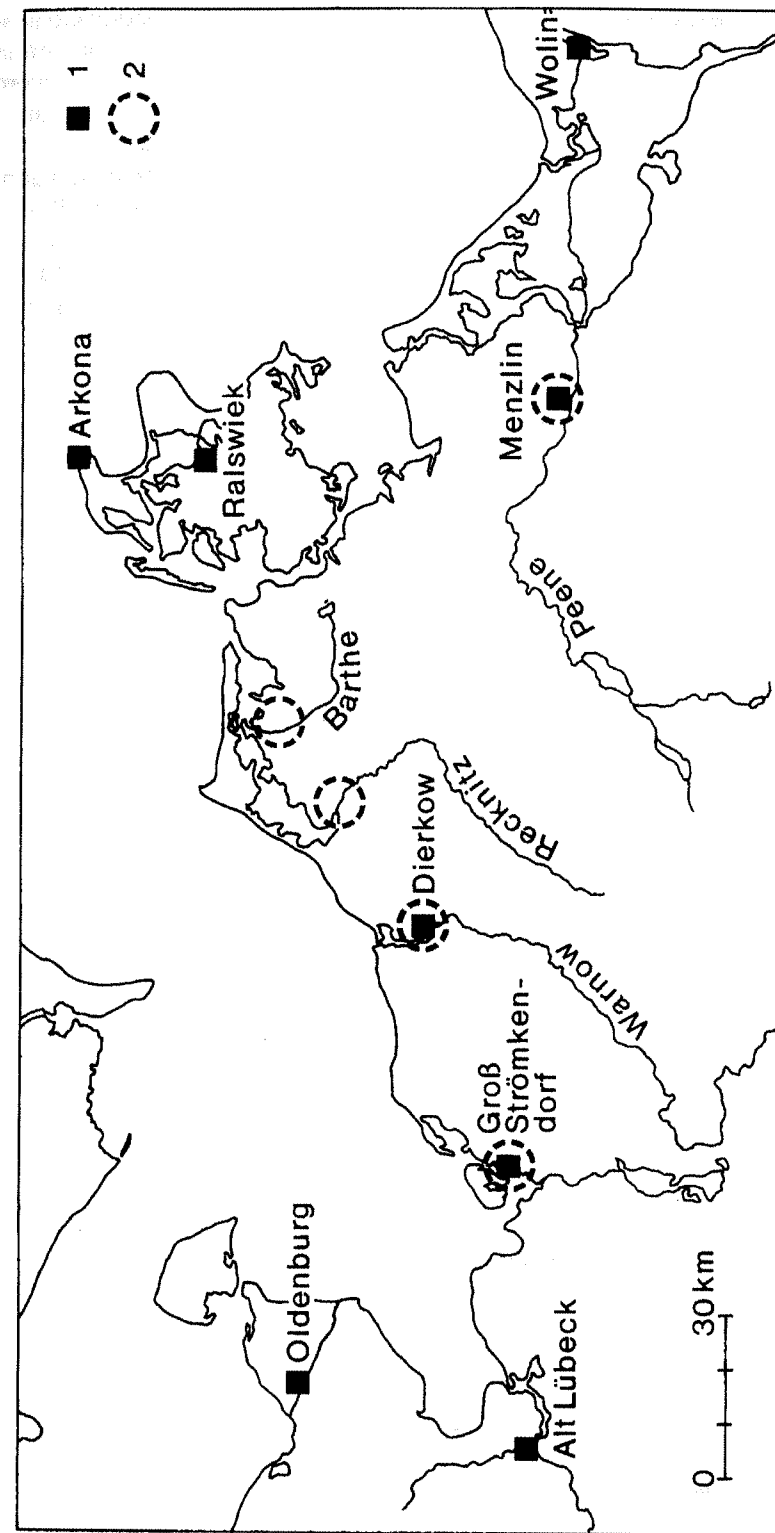 1
2
Arkona
Ralswiek
Wolin
Menzlin
Peene
Barthe
Recknitz
Dierkow
Warnow
Groß
Strömken-
dorf
Oldenburg
Alt Lübeck
0 30 km